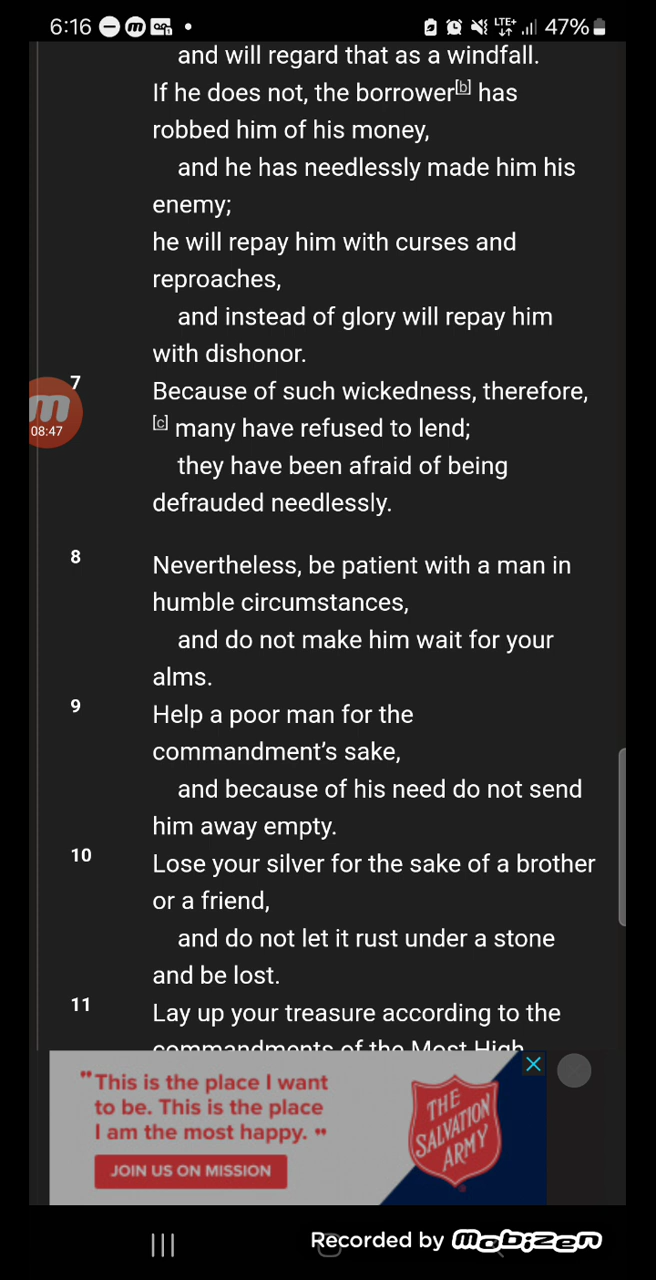 6:16 LTE+ 47%
and will regard that as a windfall.
If he does not, the borrower[b] has
robbed him of his money,
and he has needlessly made him his
enemy;
he will repay him with curses and
reproaches,
and instead of glory will repay him
with dishonor.
7 Because of such wickedness, therefore,
[c] many have refused to lend;
they have been afraid of being
defrauded needlessly.
08:47
8 Nevertheless, be patient with a man in
humble circumstances,
and do not make him wait for your
alms.
9 Help a poor man for the
commandment’s sake,
and because of his need do not send
him away empty.
10 Lose your silver for the sake of a brother
or a friend,
and do not let it rust under a stone
and be lost.
11 Lay up your treasure according to the
commandments of the Most High
"This is the place I want
to be. This is the place
I am the most happy."
JOIN US ON MISSION
THE
SALVATION
ARMY
Recorded by mobizen